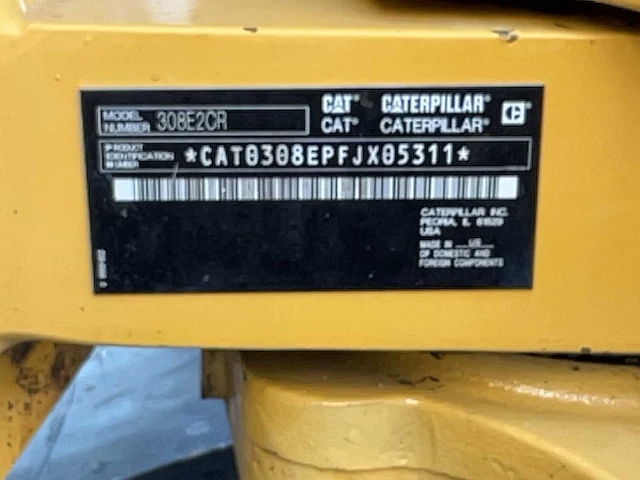 MODEL NUMBER 308E2CR
CAT® CATERPILLAR®
CAT® CATERPILLAR®
PRODUCT IDENTIFICATION NUMBER *CAT0308EPFJX05311*
CATERPILLAR INC.
PEORIA, IL 61629
USA
MADE IN US
OF DOMESTIC AND
FOREIGN COMPONENTS